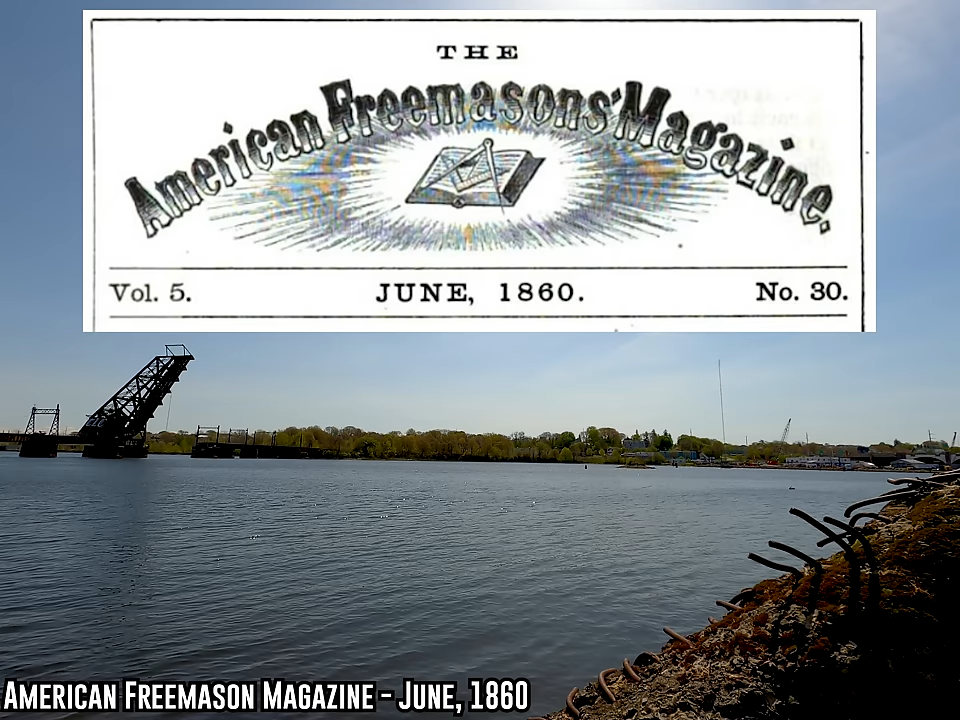 THE
American Freemasons' Magazine.
Vol. 5. JUNE, 1860. No. 30.
American Freemason Magazine - June, 1860